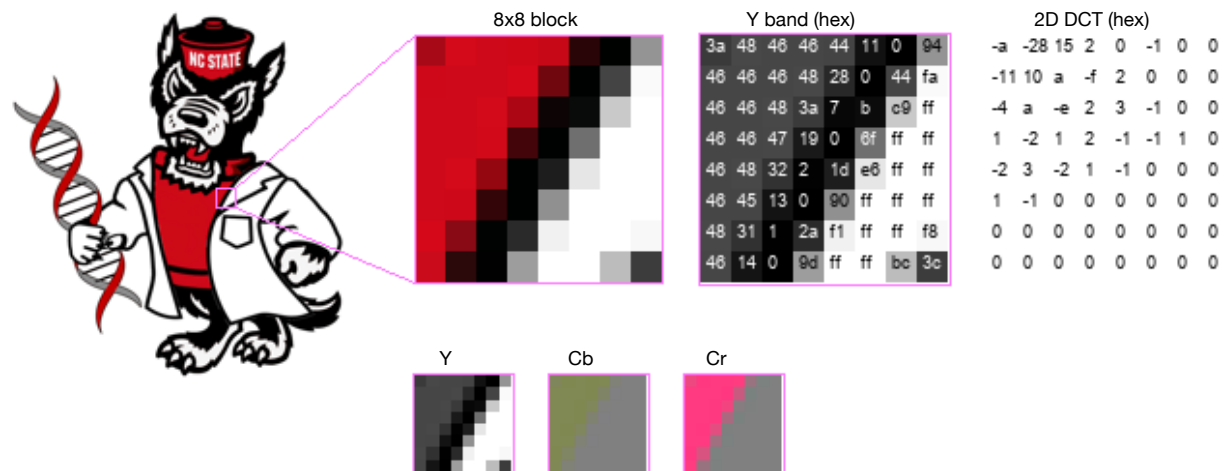 8x8 block
Y band (hex)
2D DCT (hex)
NC STATE
3a 48 46 46 44 11 0 94
46 46 46 48 28 0 44 fa
46 46 48 3a 7 b c9 ff
46 46 47 19 0 6f ff ff
46 48 32 2 1d e6 ff ff
46 45 13 0 90 ff ff ff
48 31 1 2a f1 ff ff f8
46 14 0 9d ff ff bc 3c
-a -28 15 2 0 -1 0 0
-11 10 a -f 2 0 0 0
-4 a -e 2 3 -1 0 0
1 -2 1 2 -1 -1 1 0
-2 3 -2 1 -1 0 0 0
1 -1 0 0 0 0 0 0
0 0 0 0 0 0 0 0
0 0 0 0 0 0 0 0
Y
Cb
Cr